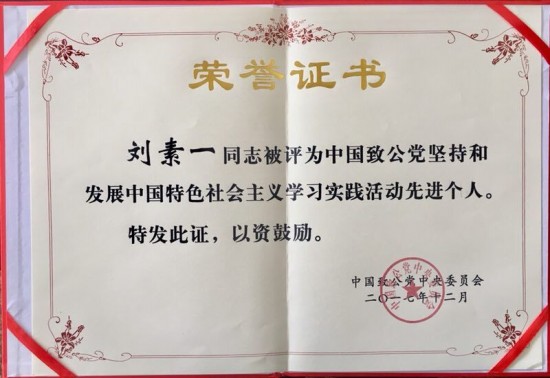 荣誉证书
刘素一同志被评为中国致公党坚持和
发展中国特色社会主义学习实践活动先进个人。
特发此证，以资鼓励。
中国致公党中央委员会
二〇一七年十二月